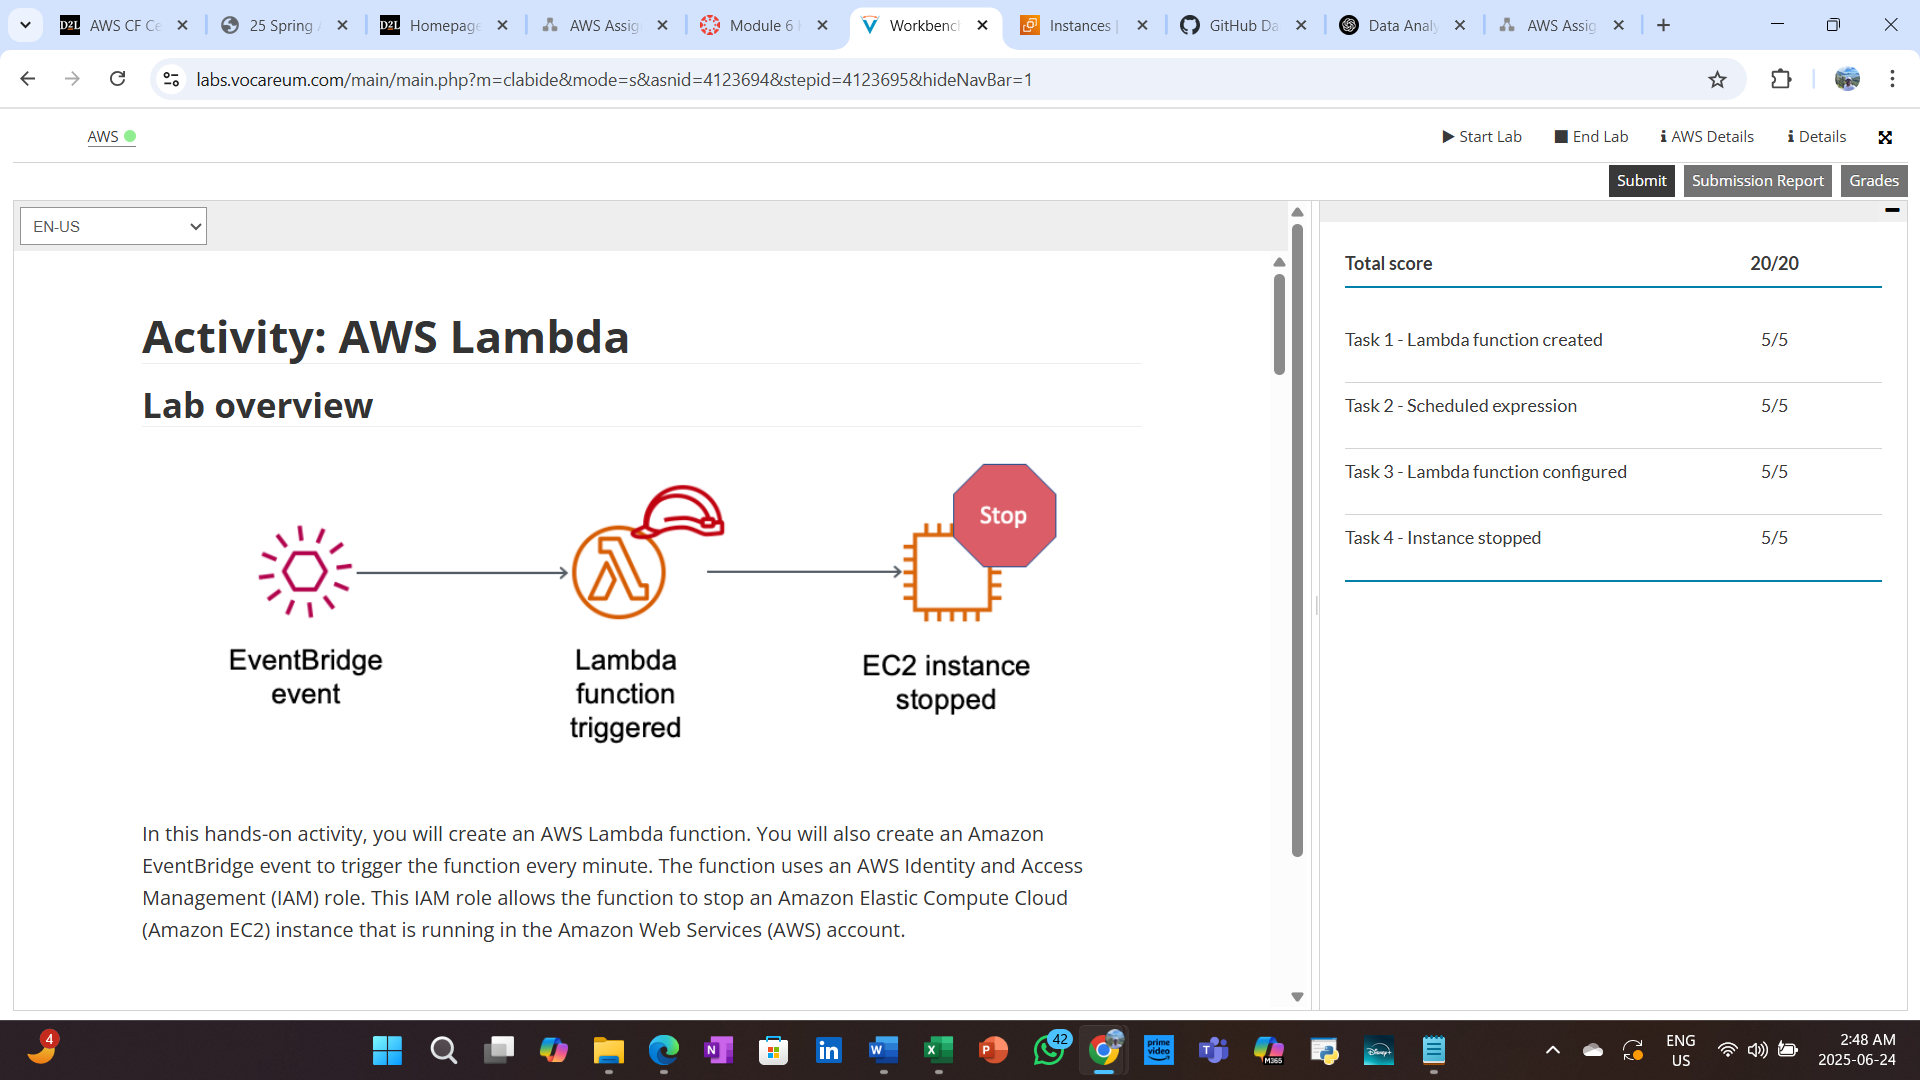 AWS CF Ce
25 Spring
Homepage
AWS Assig
Module 6
Workbenc
Instances |
GitHub Da
Data Analy
AWS Assig
labs.vocareum.com/main/main.php?m=clabide&mode=s&asnid=4123694&stepid=4123695&hideNavBar=1
AWS
Start Lab
End Lab
AWS Details
Details
Submit
Submission Report
Grades
EN-US
Activity: AWS Lambda
Lab overview
Stop
EventBridge
event
Lambda
function
triggered
EC2 instance
stopped
In this hands-on activity, you will create an AWS Lambda function. You will also create an Amazon
EventBridge event to trigger the function every minute. The function uses an AWS Identity and Access
Management (IAM) role. This IAM role allows the function to stop an Amazon Elastic Compute Cloud
(Amazon EC2) instance that is running in the Amazon Web Services (AWS) account.
Total score 20/20
Task 1 - Lambda function created 5/5
Task 2 - Scheduled expression 5/5
Task 3 - Lambda function configured 5/5
Task 4 - Instance stopped 5/5
4
42
prime
video
M365
ENG
US
2:48 AM
2025-06-24